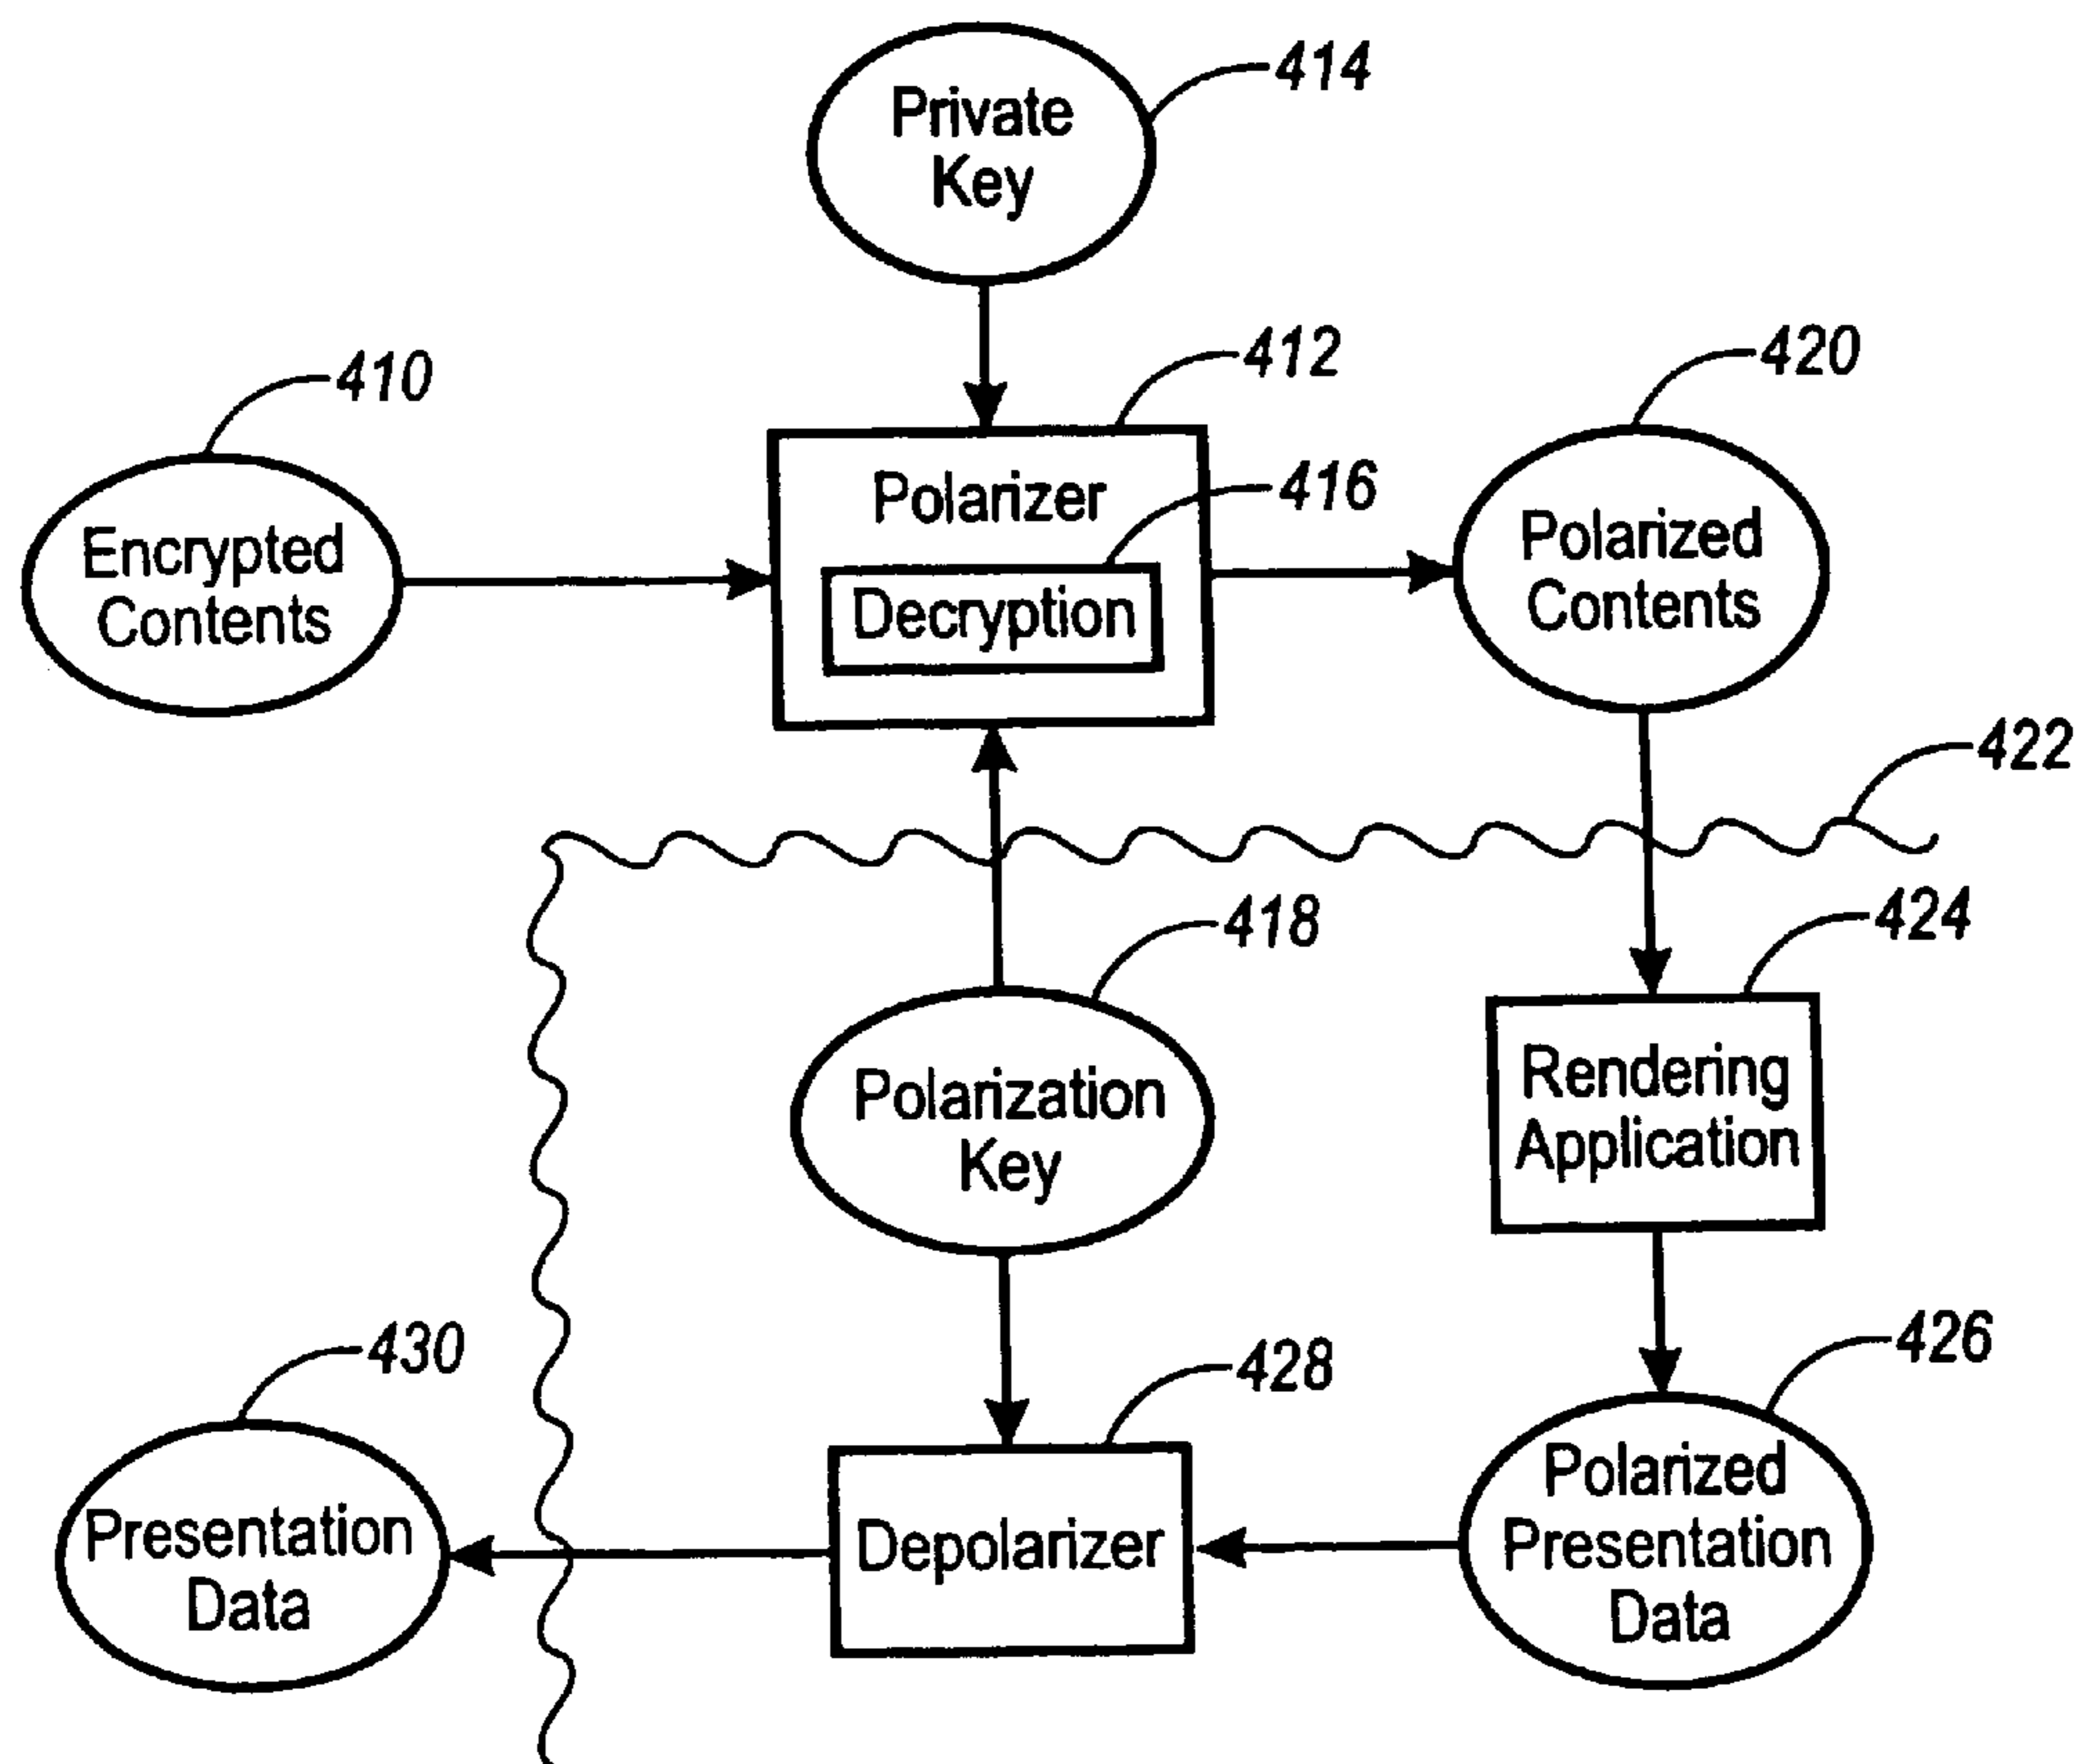 414
Private
Key
412
420
410
Polarizer
416
Encrypted
Contents
Decryption
Polarized
Contents
422
418
424
Polarization
Key
Rendering
Application
430
428
426
Presentation
Data
Depolarizer
Polarized
Presentation
Data